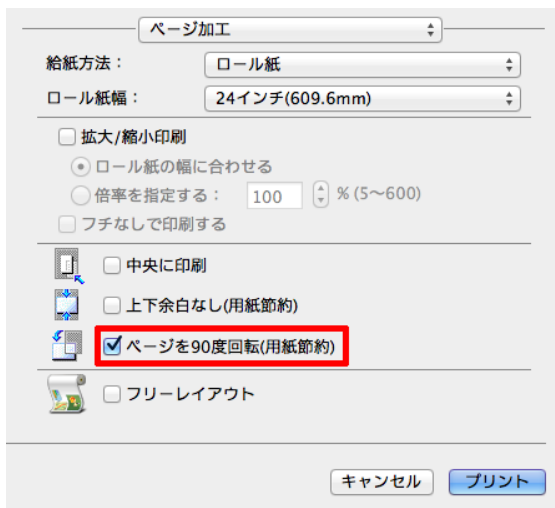 ページ加工
給紙方法： ロール紙
ロール紙幅： 24インチ(609.6mm)
拡大/縮小印刷
ロール紙の幅に合わせる
倍率を指定する： 100 % (5～600)
フチなしで印刷する
中央に印刷
上下余白なし(用紙節約)
ページを90度回転(用紙節約)
フリーレイアウト
キャンセル プリント